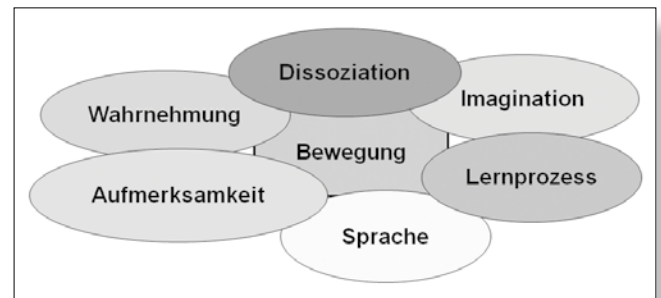 Dissoziation
Wahrnehmung
Imagination
Bewegung
Aufmerksamkeit
Lernprozess
Sprache